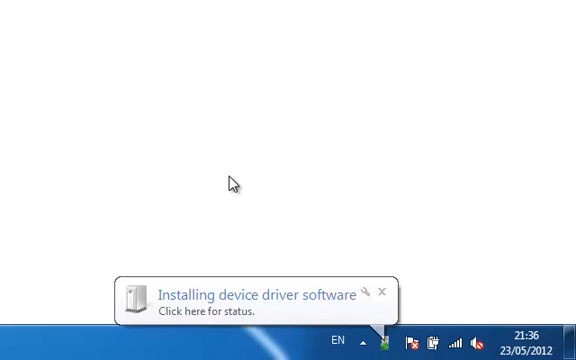 Installing device driver software
Click here for status.
EN
21:36
23/05/2012